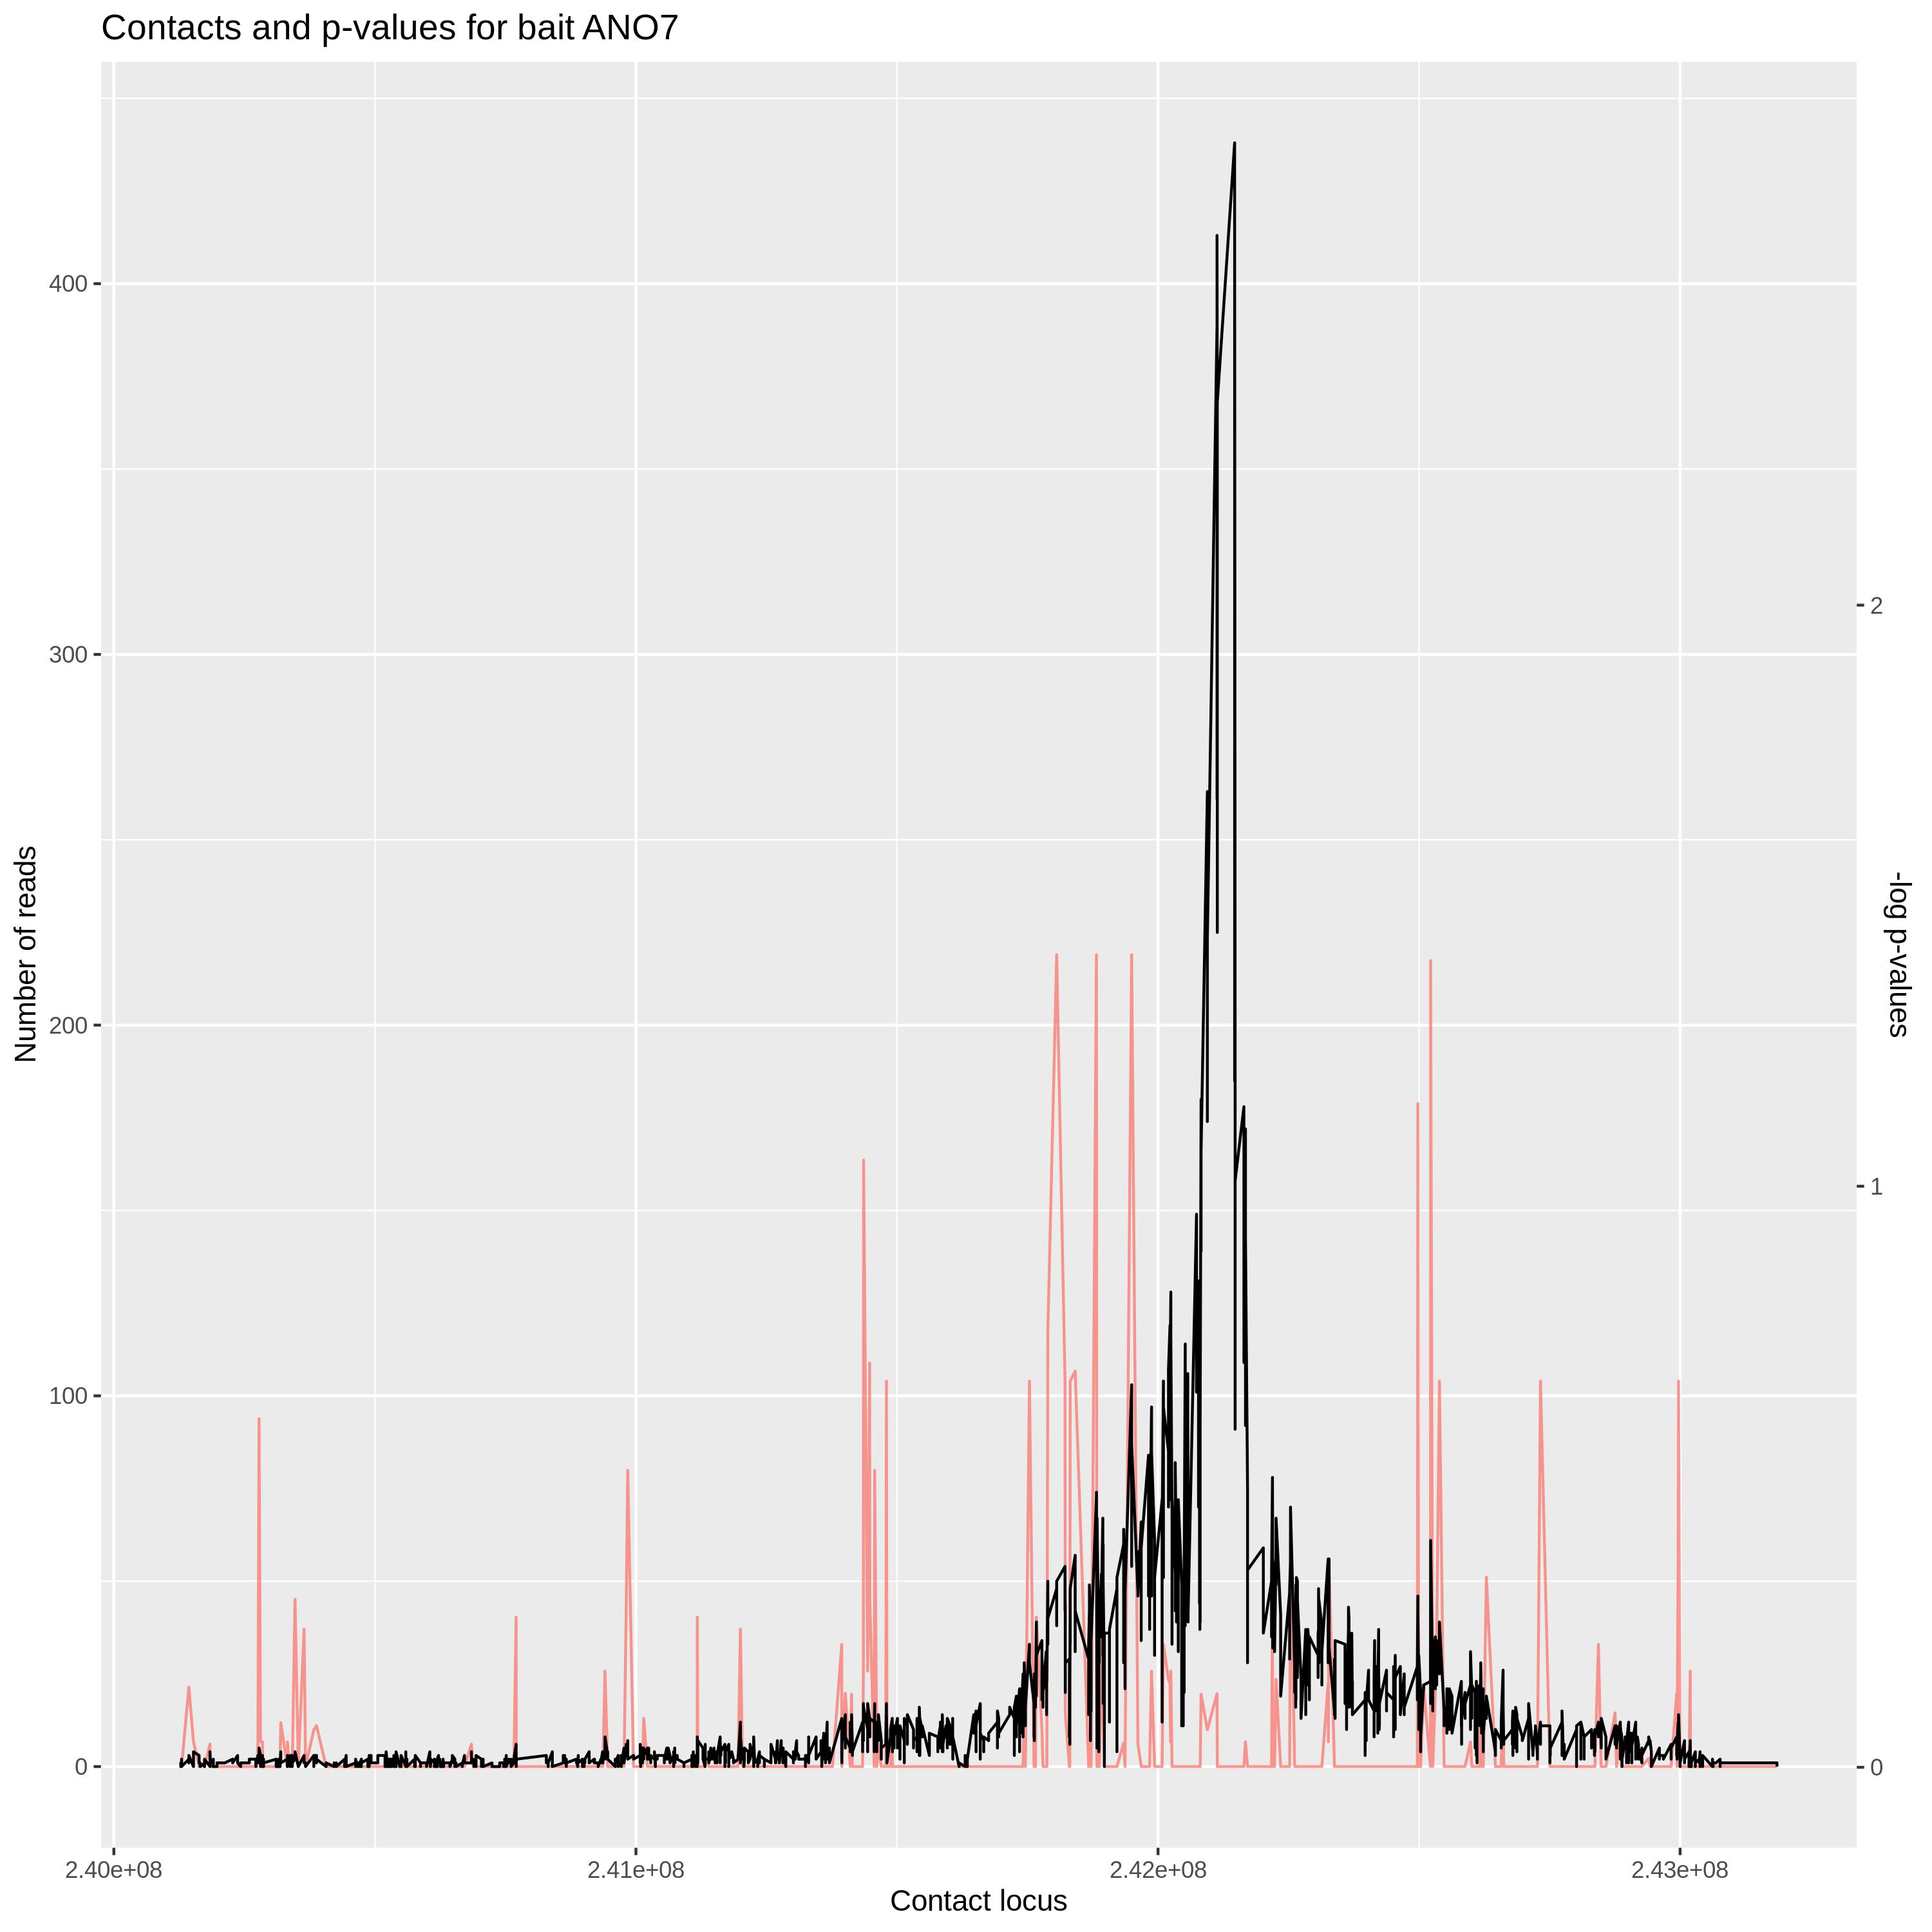 Contacts and p-values for bait ANO7
400
300
200
100
0
Number of reads
2
1
0
-log p-values
2.40e+08 2.41e+08 2.42e+08 2.43e+08
Contact locus